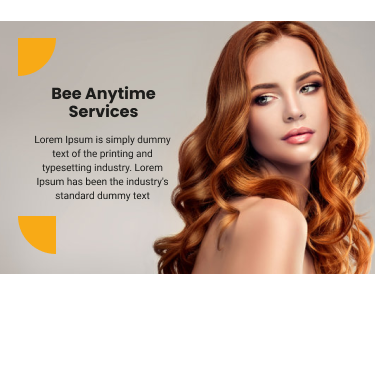 Bee Anytime
Services
Lorem Ipsum is simply dummy
text of the printing and
typesetting industry. Lorem
Ipsum has been the industry's
standard dummy text